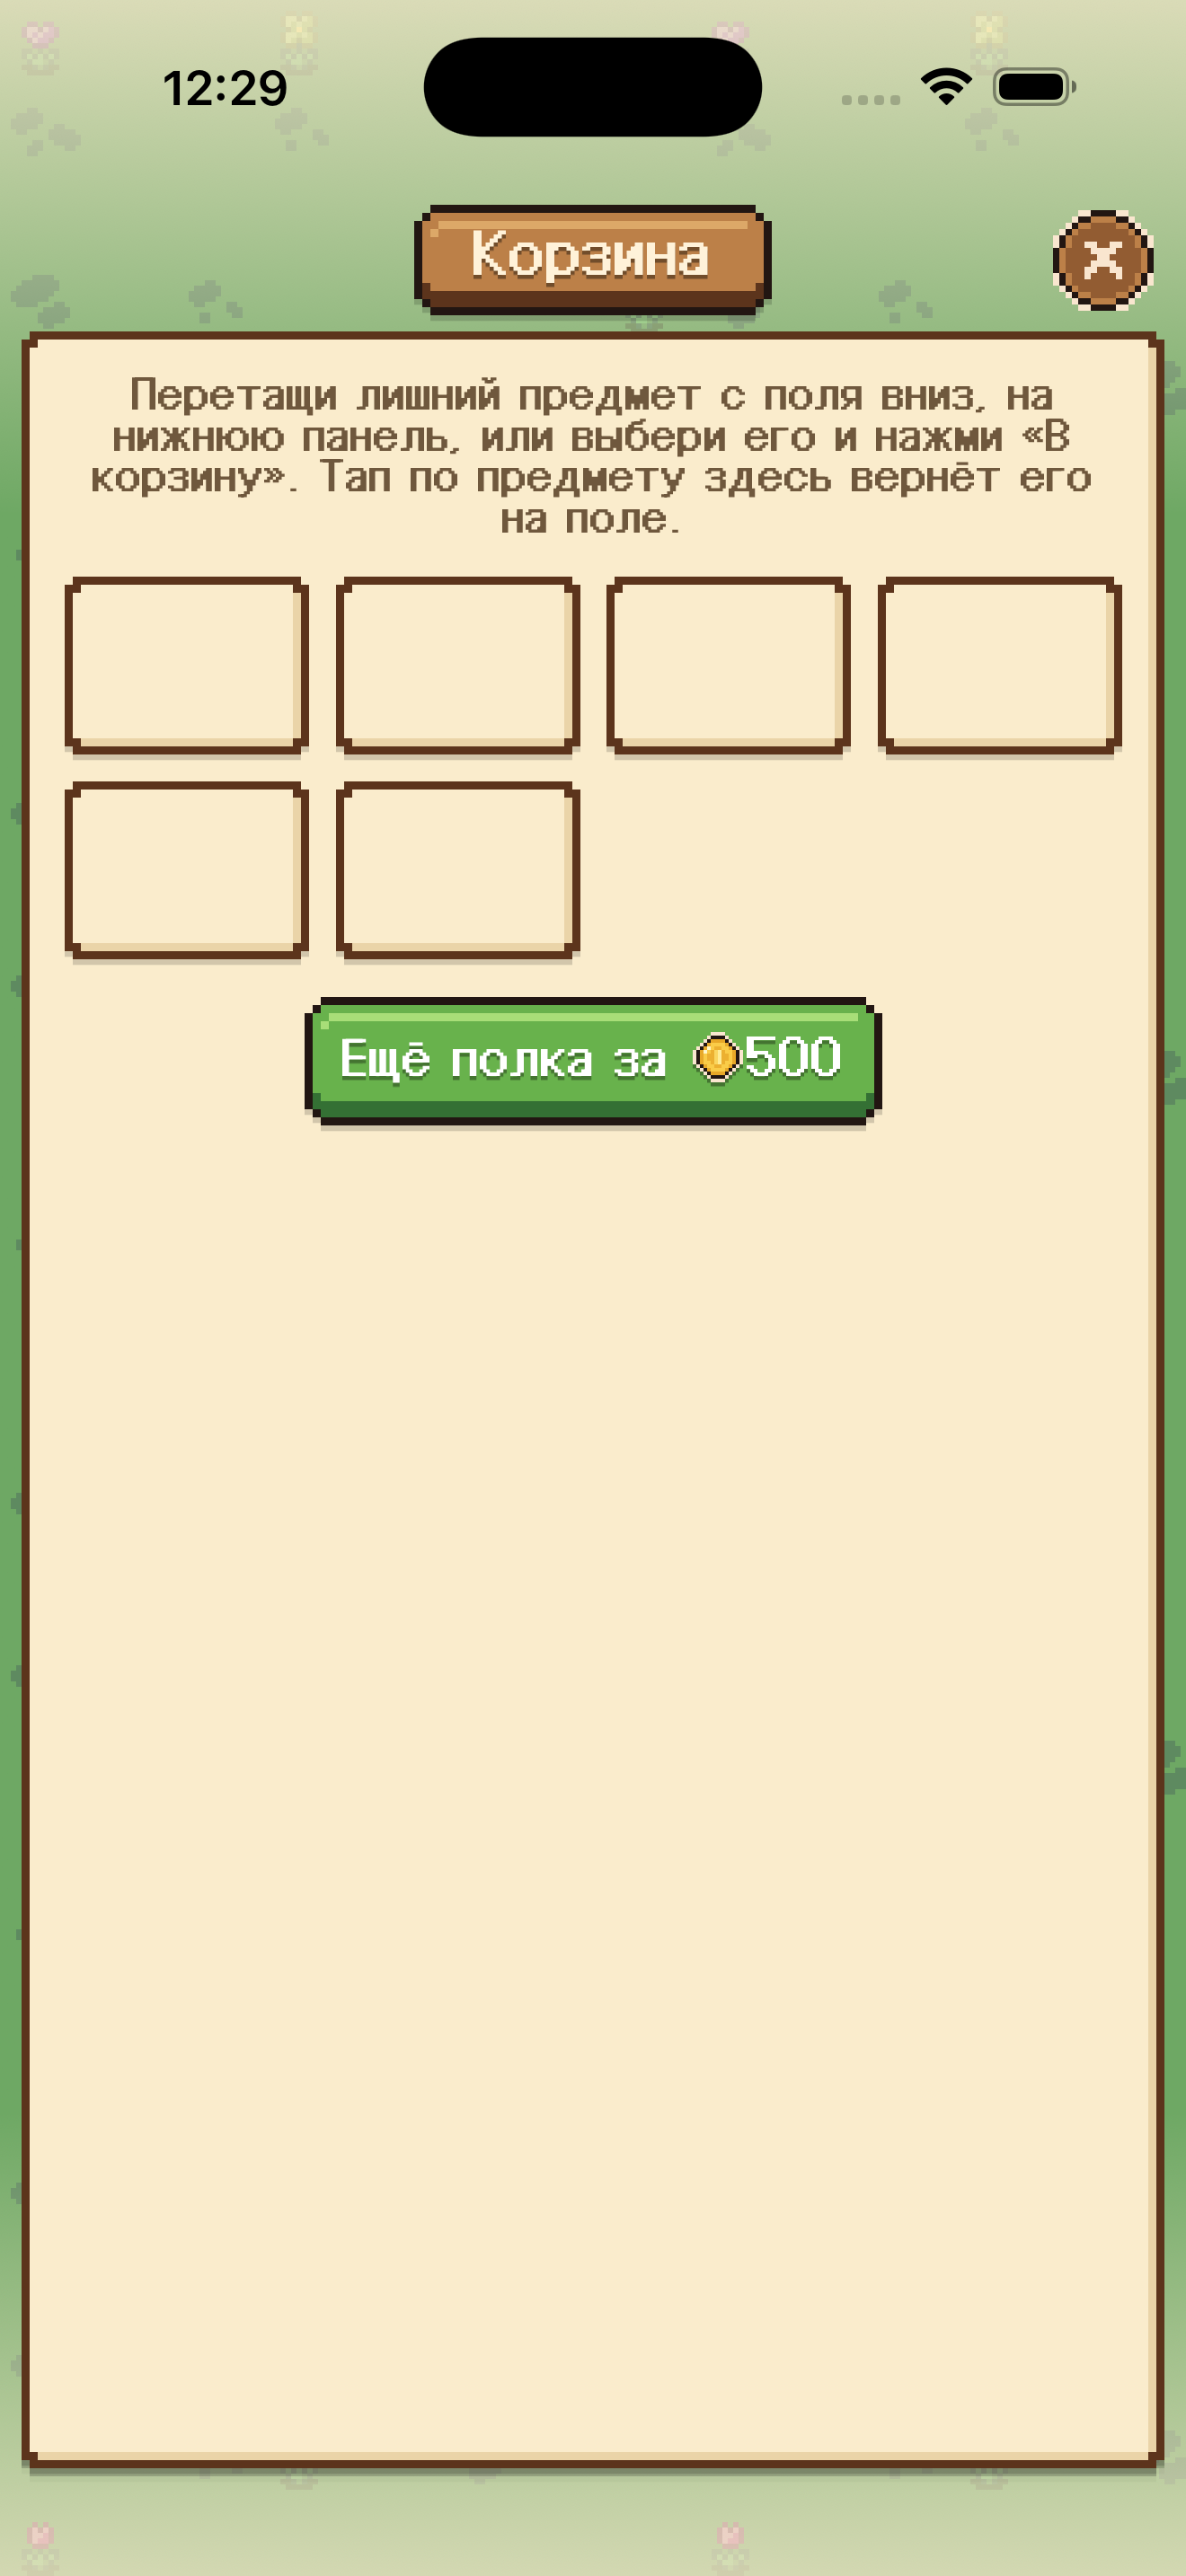 12:29
Корзина
Перетащи лишний предмет с поля вниз, на
нижнюю панель, или выбери его и нажми «В
корзину». Тап по предмету здесь вернёт его
на поле.
Ещё полка за 500